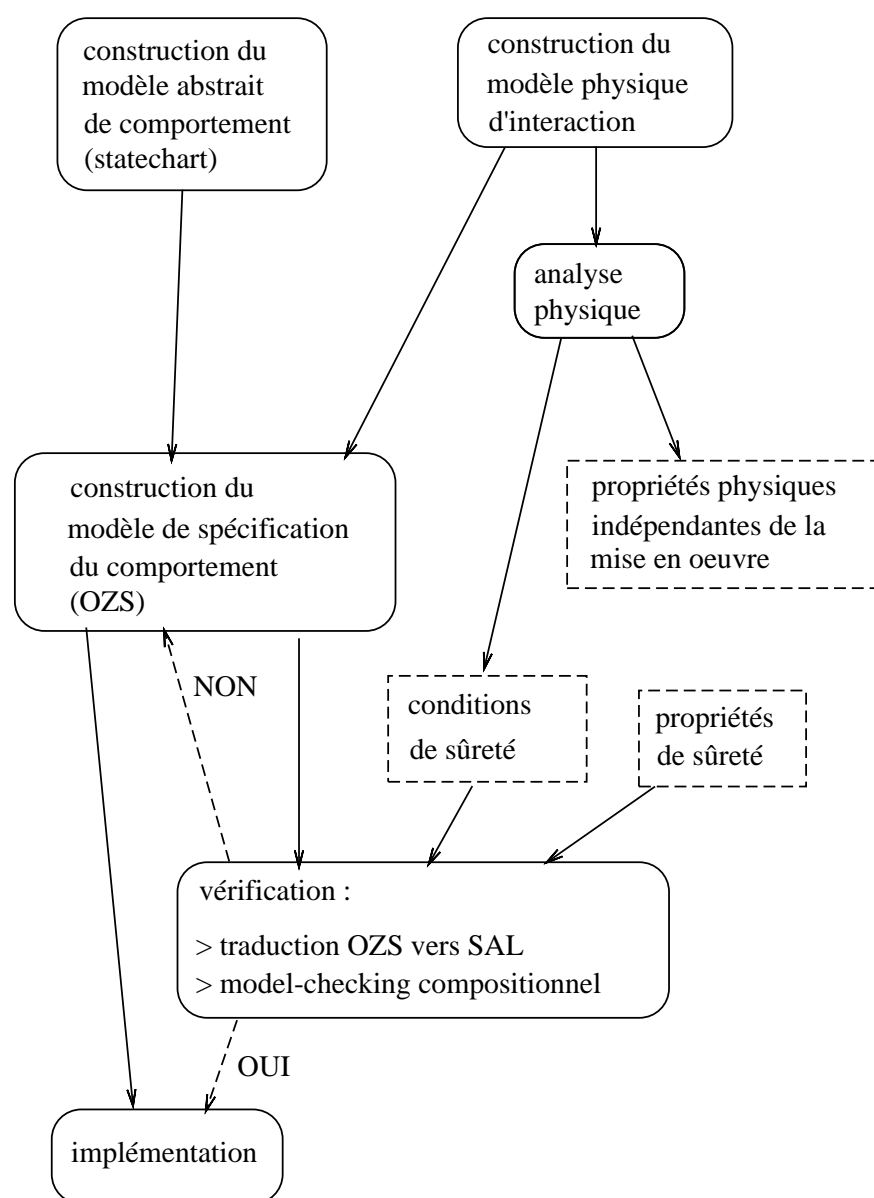 construction du
modèle abstrait
de comportement
(statechart)
construction du
modèle physique
d'interaction
analyse
physique
construction du
modèle de spécification
du comportement
(OZS)
propriétés physiques
indépendantes de la
mise en oeuvre
NON
conditions
de sûreté
propriétés
de sûreté
vérification :
> traduction OZS vers SAL
> model-checking compositionnel
OUI
implémentation